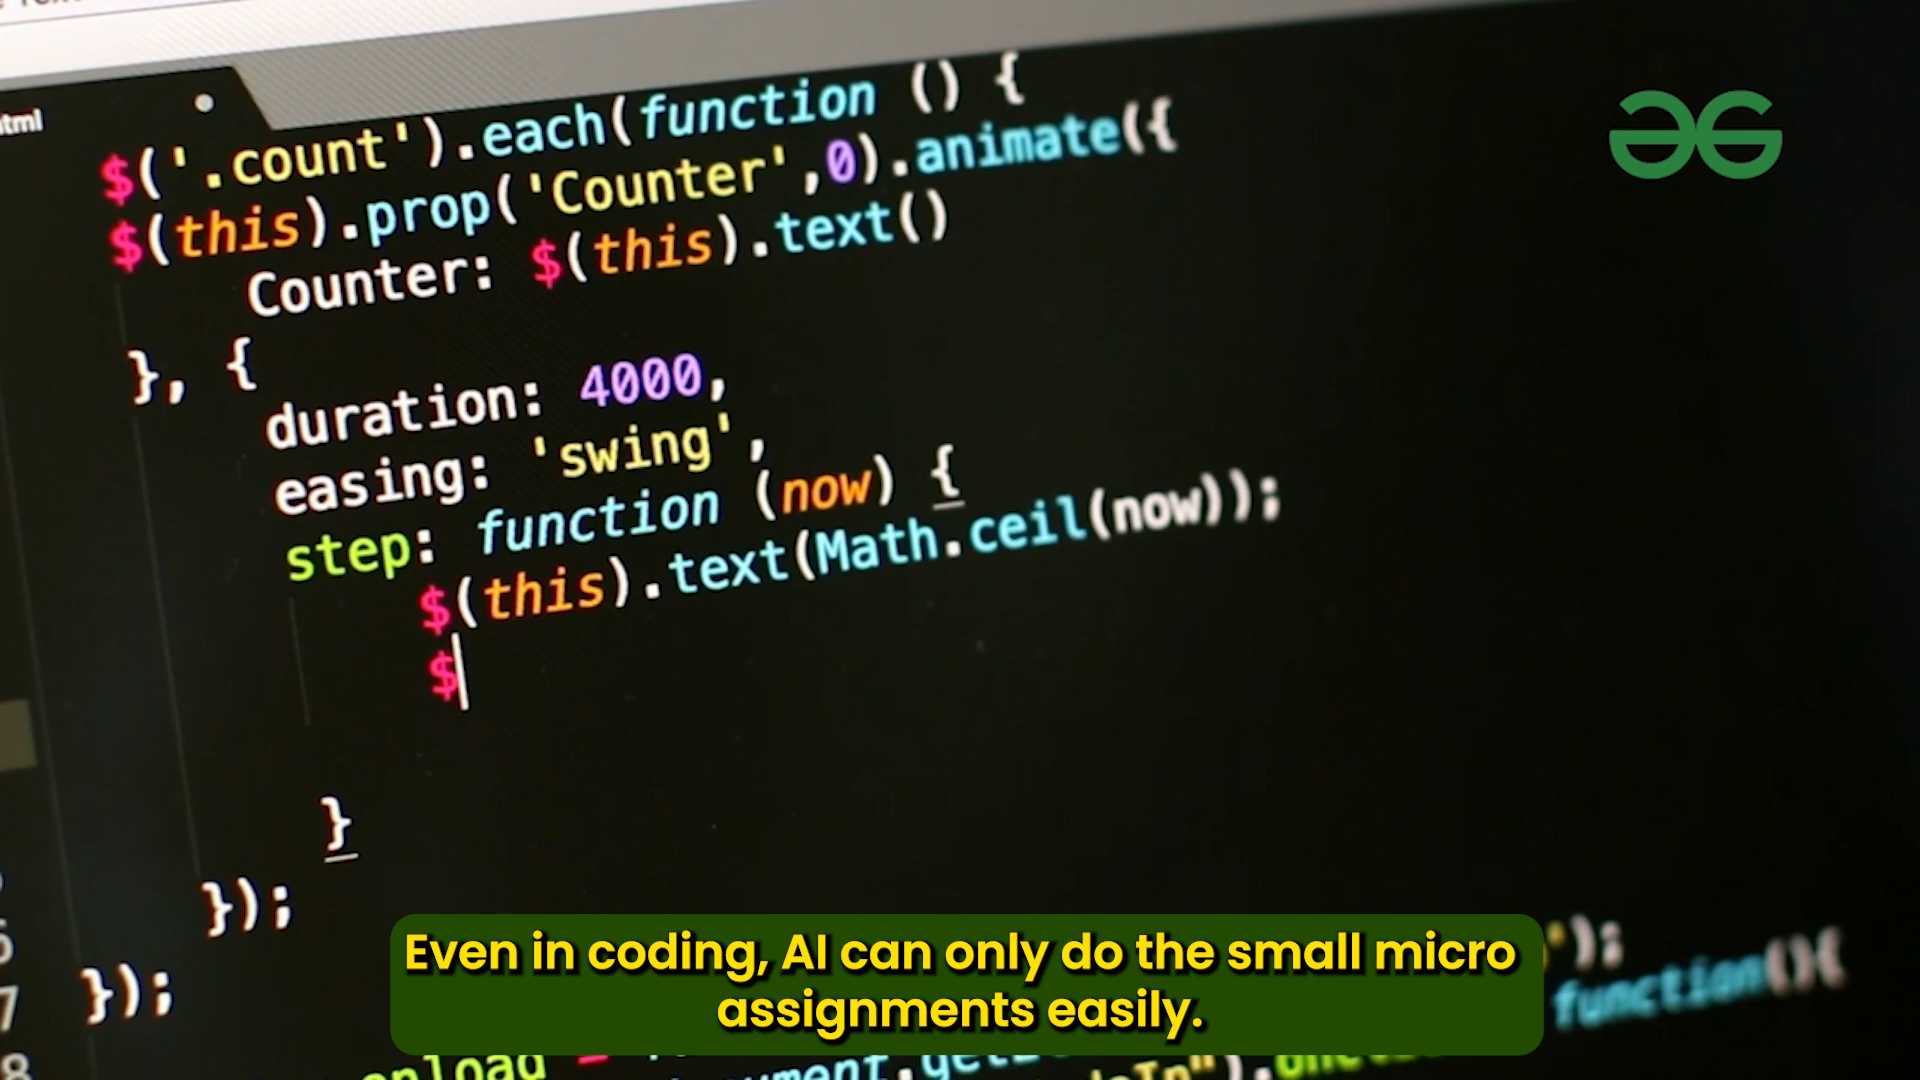 $('.count').each(function () {
$(this).prop('Counter',0).animate({
Counter: $(this).text()
}, {
duration: 4000,
easing: 'swing',
step: function (now) {
$(this).text(Math.ceil(now));
$
}
});
});
function(){
Even in coding, AI can only do the small micro
assignments easily.